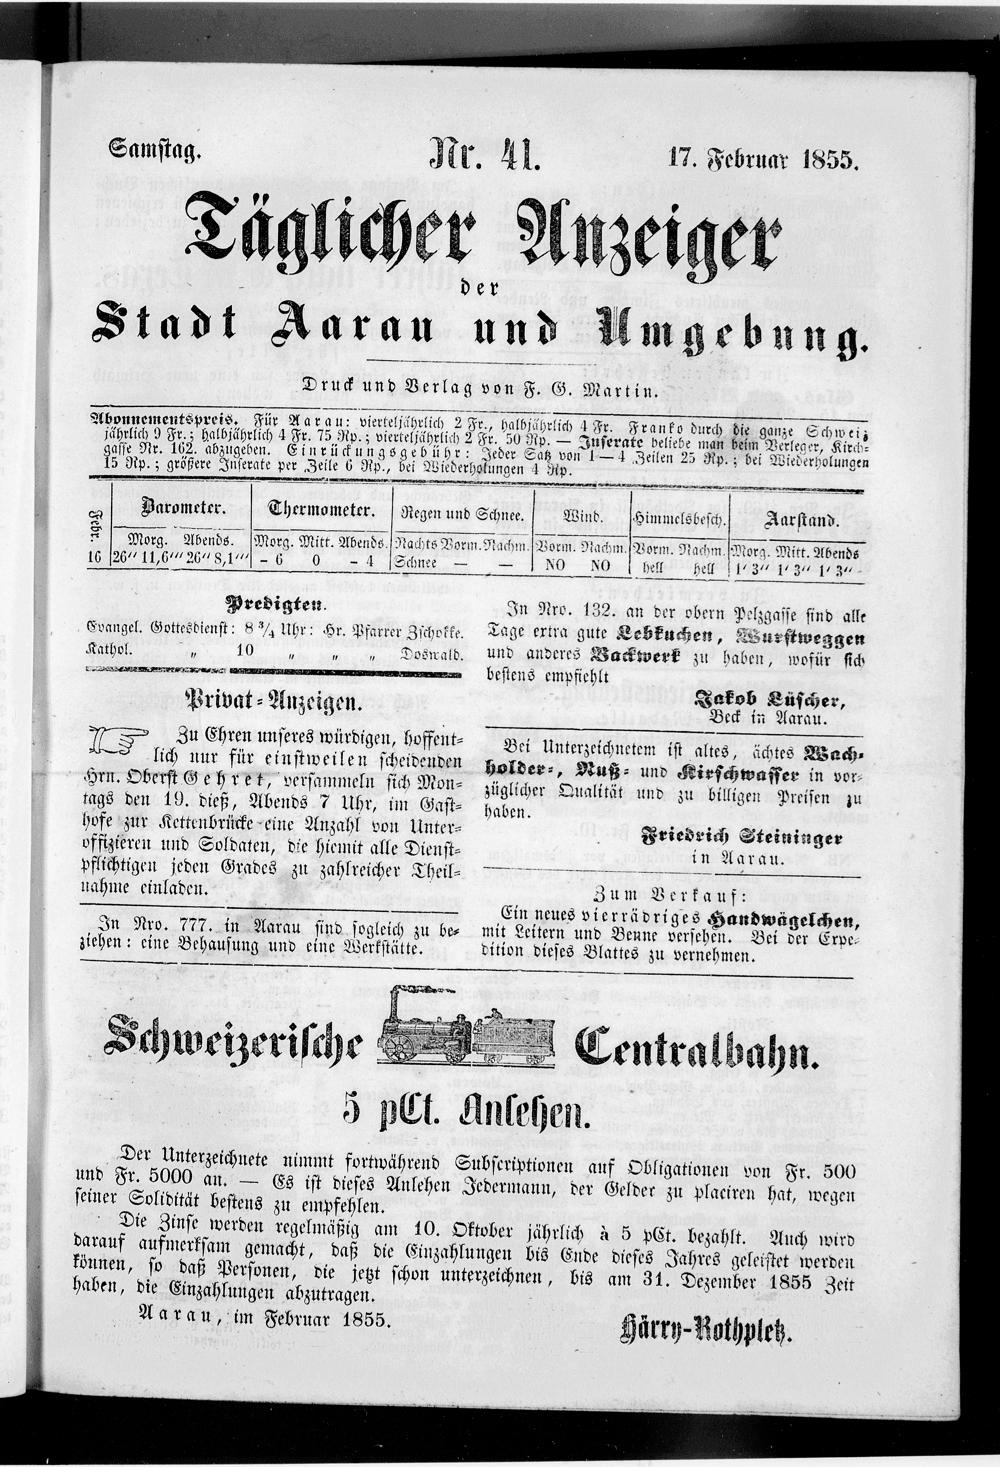 Samstag. Nr. 41. 17. Februar 1855.
Täglicher Anzeiger
der
Stadt Aarau und Umgebung.
Druck und Verlag von F. G. Martin.
Abonnementspreis. Für Aarau: vierteljährlich 2 Fr., halbjährlich 4 Fr. Franko durch die ganze Schweiz
jährlich 9 Fr.; halbjährlich 4 Fr. 75 Rp.; vierteljährlich 2 Fr. 50 Rp. — Inserate beliebe man beim Verleger, Kirch-
gasse Nr. 162. abzugeben. Einrückungsgebühr: Jeder Satz von 1—4 Zeilen 25 Rp.; bei Wiederholungen
15 Rp.; größere Inserate per Zeile 6 Rp., bei Wiederholungen 4 Rp.
Febr. Barometer. Thermometer. Regen und Schnee. Wind. Himmelsbesch. Aarstand.
Morg. Abends. Morg. Mitt. Abends. Nachts Vorm. Nachm. Vorm. Nachm. Vorm. Nachm. Morg. Mitt. Abends
16 26'' 11,6''' 26'' 8,1''' – 6 0 – 4 Schnee — — NO NO hell hell 1' 3'' 1' 3'' 1' 3''
Predigten.
Evangel. Gottesdienst: 8 3/4 Uhr: Hr. Pfarrer Zschokke.
Kathol. „ 10 „ „ „ Doswald.
Privat-Anzeigen.
Zu Ehren unseres würdigen, hoffent-
lich nur für einstweilen scheidenden
Hrn. Oberst Gehret, versammeln sich Mon-
tags den 19. dieß, Abends 7 Uhr, im Gast-
hofe zur Kettenbrücke eine Anzahl von Unter-
offizieren und Soldaten, die hiemit alle Dienst-
pflichtigen jeden Grades zu zahlreicher Theil-
nahme einladen.
In Nro. 777. in Aarau sind sogleich zu be-
ziehen: eine Behausung und eine Werkstätte.
In Nro. 132. an der obern Pelzgasse sind alle
Tage extra gute Lebkuchen, Wurstweggen
und anderes Backwerk zu haben, wofür sich
bestens empfiehlt
Jakob Lüscher,
Beck in Aarau.
Bei Unterzeichnetem ist altes, ächtes Wach-
holder-, Nuß- und Kirschwasser in vor-
züglicher Qualität und zu billigen Preisen zu
haben.
Friedrich Steininger
in Aarau.
Zum Verkauf:
Ein neues vierrädriges Handwägelchen,
mit Leitern und Benne versehen. Bei der Expe-
dition dieses Blattes zu vernehmen.
Schweizerische Centralbahn.
5 pCt. Anlehen.
Der Unterzeichnete nimmt fortwährend Subscriptionen auf Obligationen von Fr. 500
und Fr. 5000 an. — Es ist dieses Anlehen Jedermann, der Gelder zu placiren hat, wegen
seiner Solidität bestens zu empfehlen.
Die Zinse werden regelmäßig am 10. Oktober jährlich à 5 pCt. bezahlt. Auch wird
darauf aufmerksam gemacht, daß die Einzahlungen bis Ende dieses Jahres geleistet werden
können, so daß Personen, die jetzt schon unterzeichnen, bis am 31. Dezember 1855 Zeit
haben, die Einzahlungen abzutragen.
Aarau, im Februar 1855.
Härry-Rothpletz.